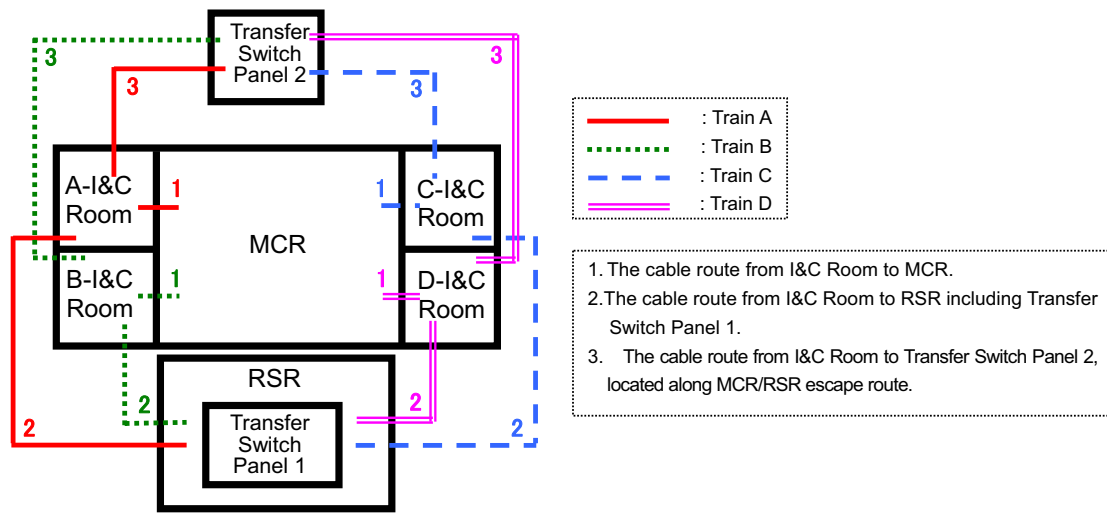 Transfer
Switch
Panel 2
3
3
3
3
A-I&C
Room
1
MCR
1
C-I&C
Room
B-I&C
Room
1
1
D-I&C
Room
RSR
2
2
2
2
Transfer
Switch
Panel 1
: Train A
: Train B
: Train C
: Train D
1. The cable route from I&C Room to MCR.
2.The cable route from I&C Room to RSR including Transfer
Switch Panel 1.
3. The cable route from I&C Room to Transfer Switch Panel 2,
located along MCR/RSR escape route.